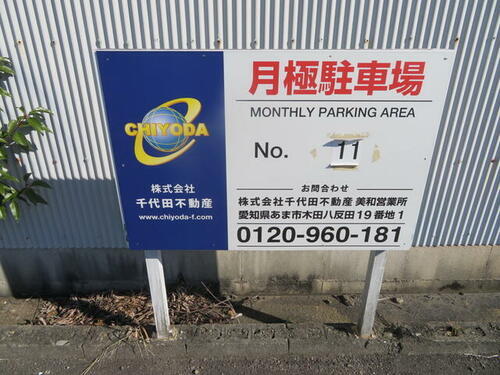 CHIYODA
株式会社
千代田不動産
www.chiyoda-f.com
月極駐車場
MONTHLY PARKING AREA
No. 11
お問合わせ
株式会社千代田不動産 美和営業所
愛知県あま市木田八反田19番地1
0120-960-181